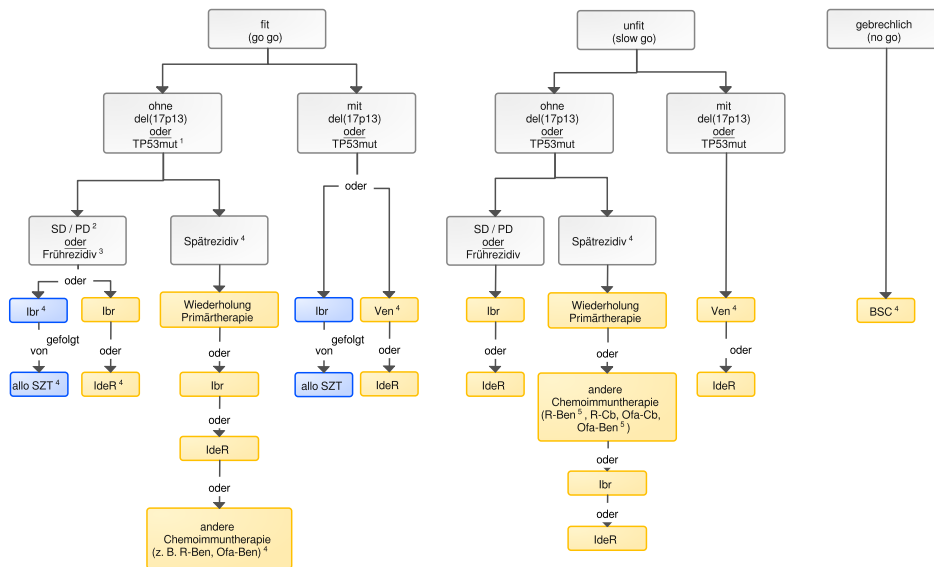 fit
(go go)
unfit
(slow go)
gebrechlich
(no go)
ohne
del(17p13)
oder
TP53mut 1
mit
del(17p13)
oder
TP53mut
ohne
del(17p13)
oder
TP53mut
mit
del(17p13)
oder
TP53mut
oder
SD / PD 2
oder
Frührezidiv 3
Spätrezidiv 4
SD / PD
oder
Frührezidiv
Spätrezidiv 4
oder
Ibr 4
Ibr
Wiederholung
Primärtherapie
Ibr
Ven 4
Ibr
Wiederholung
Primärtherapie
Ven 4
BSC 4
gefolgt
von
oder
oder
gefolgt
von
oder
oder
oder
oder
allo SZT 4
IdeR 4
Ibr
allo SZT
IdeR
IdeR
andere
Chemoimmuntherapie
(R-Ben 5, R-Cb, Ofa-Cb,
Ofa-Ben 5)
IdeR
oder
IdeR
oder
Ibr
oder
andere
Chemoimmuntherapie
(z. B. R-Ben, Ofa-Ben) 4
oder
IdeR